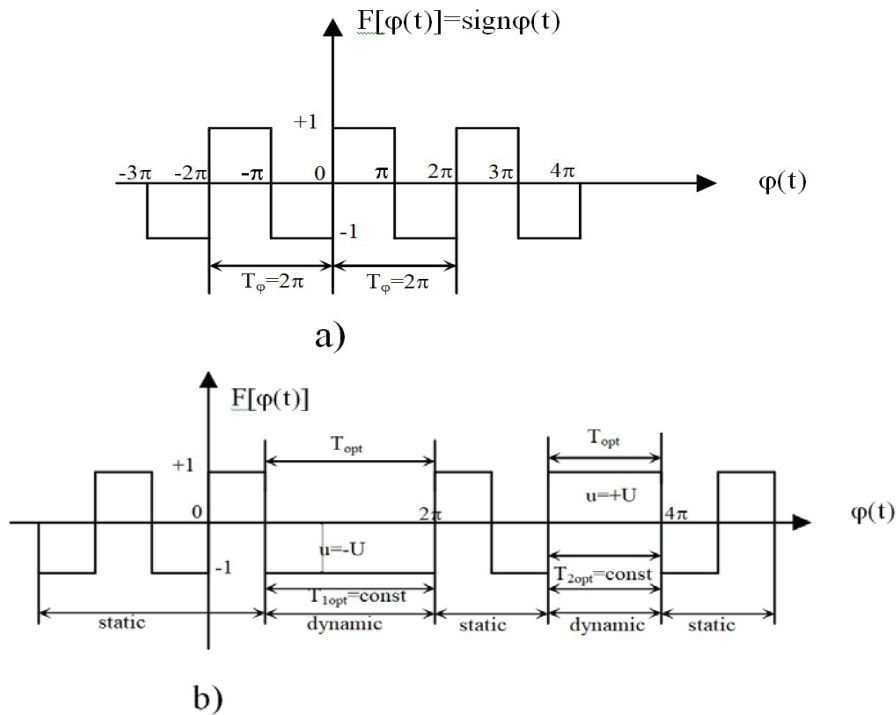 F[φ(t)]=signφ(t)
+1
-3π -2π -π 0 π 2π 3π 4π
φ(t)
-1
Tφ=2π Tφ=2π
a)
F[φ(t)]
Topt Topt
+1
u=+U
0 2π 4π φ(t)
u=-U
-1
T1opt=const T2opt=const
static dynamic static dynamic static
b)